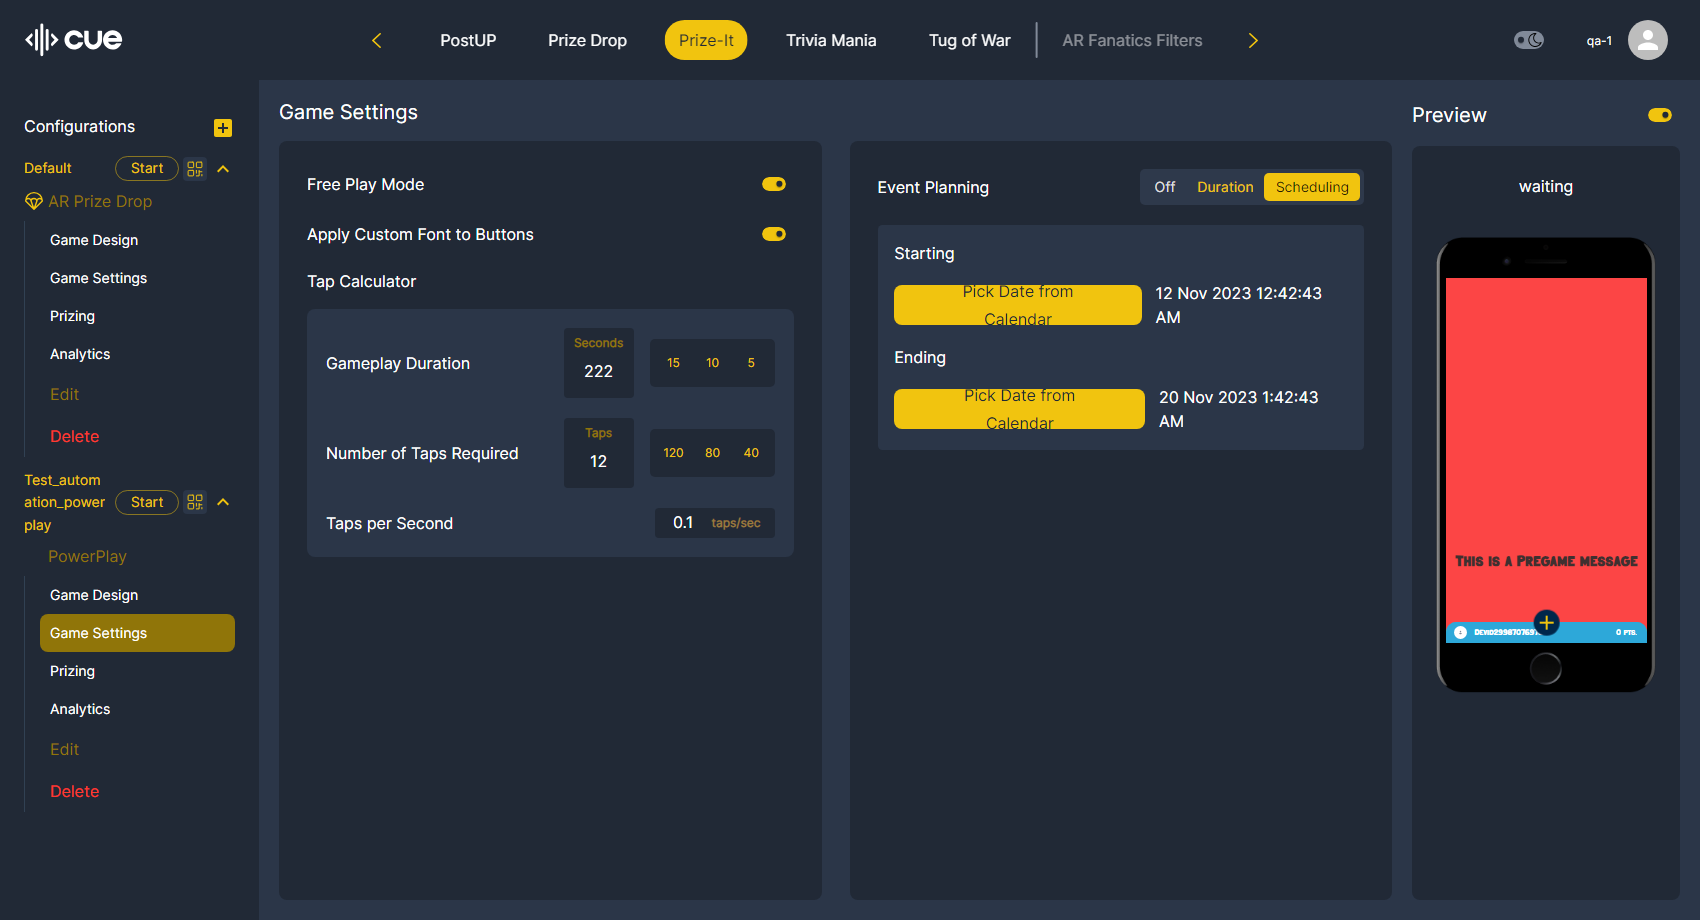 cue
PostUP
Prize Drop
Prize-It
Trivia Mania
Tug of War
AR Fanatics Filters
qa-1
Configurations
Default
Start
AR Prize Drop
Game Design
Game Settings
Prizing
Analytics
Edit
Delete
Test_autom
ation_power
play
Start
PowerPlay
Game Design
Game Settings
Prizing
Analytics
Edit
Delete
Game Settings
Free Play Mode
Apply Custom Font to Buttons
Tap Calculator
Gameplay Duration
Seconds
222
15 10 5
Number of Taps Required
Taps
12
120 80 40
Taps per Second
0.1 taps/sec
Event Planning
Off Duration Scheduling
Starting
Pick Date from
Calendar
12 Nov 2023 12:42:43
AM
Ending
Pick Date from
Calendar
20 Nov 2023 1:42:43
AM
Preview
waiting
This is a Pregame message
0 pts.